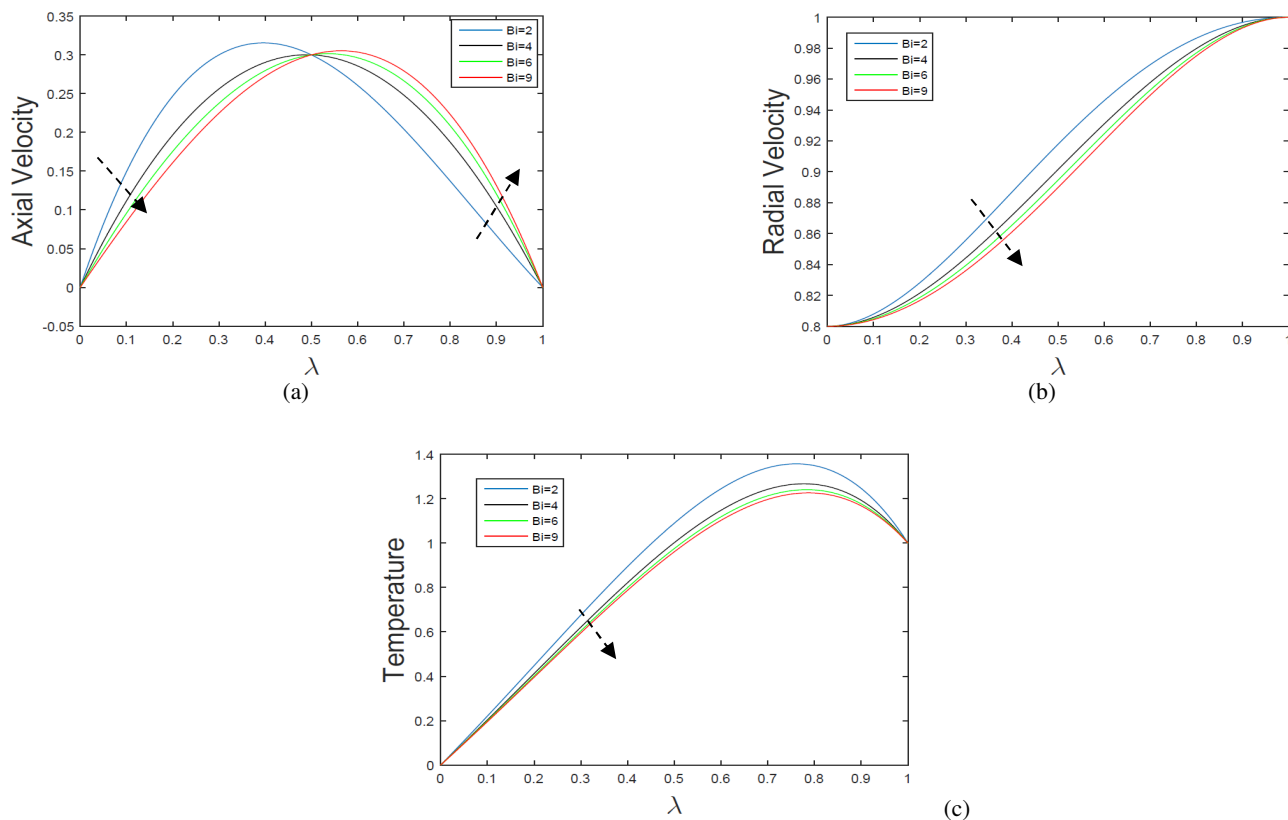 0.35
0.3
0.25
0.2
0.15
0.1
0.05
0
-0.05
Axial Velocity
Bi=2
Bi=4
Bi=6
Bi=9
0 0.1 0.2 0.3 0.4 0.5 0.6 0.7 0.8 0.9 1
λ
(a)
1
0.98
0.96
0.94
0.92
0.9
0.88
0.86
0.84
0.82
0.8
Radial Velocity
Bi=2
Bi=4
Bi=6
Bi=9
0 0.1 0.2 0.3 0.4 0.5 0.6 0.7 0.8 0.9 1
λ
(b)
1.4
1.2
1
0.8
0.6
0.4
0.2
0
Temperature
Bi=2
Bi=4
Bi=6
Bi=9
0 0.1 0.2 0.3 0.4 0.5 0.6 0.7 0.8 0.9 1
λ
(c)